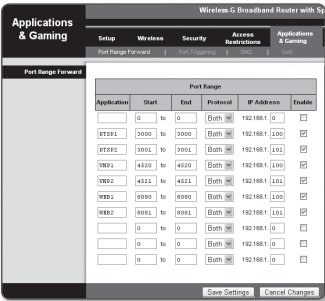 Wireless-G Broadband Router with Sp
Applications & Gaming
Setup Wireless Security Access Restrictions Applications & Gaming
Port Range Forward | Port Triggering | DMZ | QoS
Port Range Forward
Port Range
Application Start End Protocol IP Address Enable
0 to 0 Both 192.168.1. 0
RTSP1 3000 to 3000 Both 192.168.1. 100
RTSP2 3001 to 3001 Both 192.168.1. 101
VNP1 4520 to 4520 Both 192.168.1. 100
VNP2 4521 to 4521 Both 192.168.1. 101
WEB1 8080 to 8080 Both 192.168.1. 100
WEB2 8081 to 8081 Both 192.168.1. 101
0 to 0 Both 192.168.1. 0
0 to 0 Both 192.168.1. 0
0 to 0 Both 192.168.1. 0
Save Settings Cancel Changes